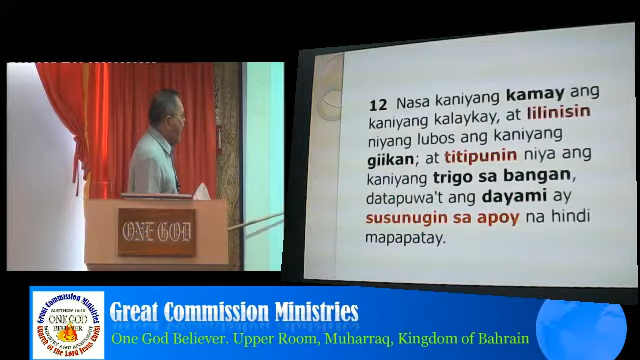 12 Nasa kaniyang kamay ang
kaniyang kalaykay, at lilinisin
niyang lubos ang kaniyang
giikan; at titipunin niya ang
kaniyang trigo sa bangan,
datapuwa't ang dayami ay
susunugin sa apoy na hindi
mapapatay.
ONE GOD
Great Commission Ministries
ONE GOD
BELIEVER
Great Commission Ministries
One God Believer. Upper Room, Muharraq, Kingdom of Bahrain